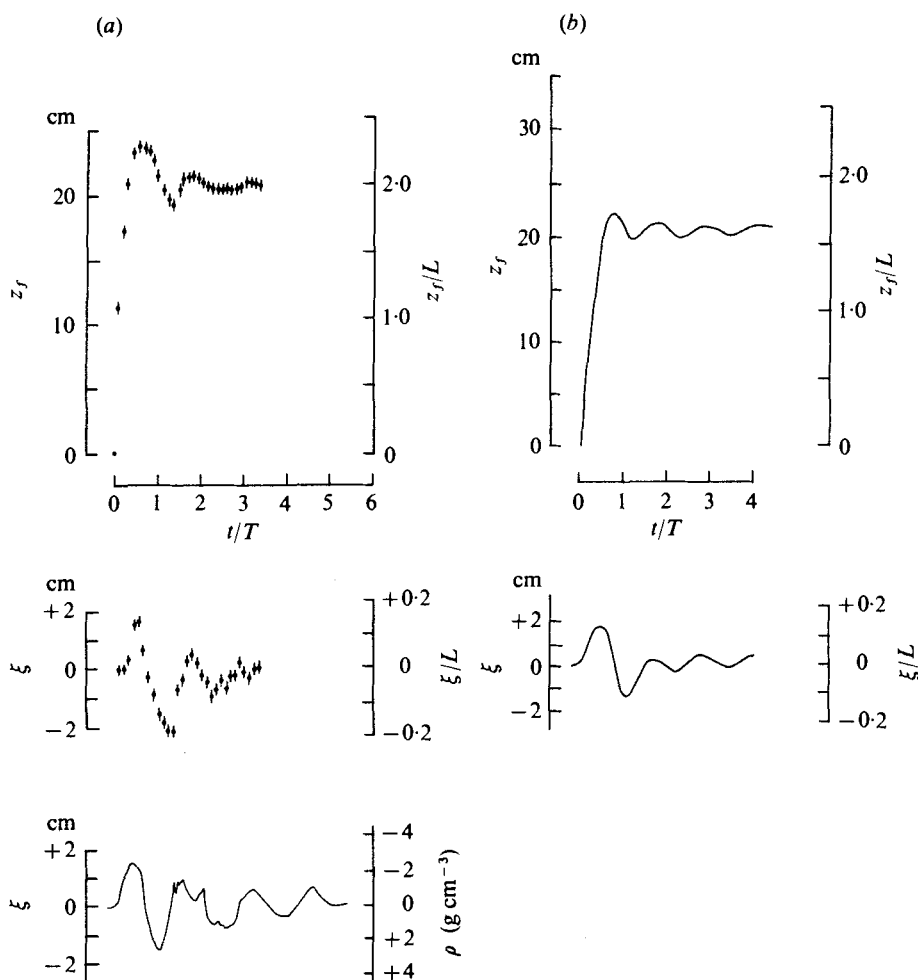 (a)
cm
20
10
0
z_f
2·0
1·0
0
z_f/L
0 1 2 3 4 5 6
t/T
(b)
cm
30
20
10
0
z_f
2·0
1·0
0
z_f/L
0 1 2 3 4
t/T
cm
+2
0
−2
ξ
+0·2
0
−0·2
ξ/L
cm
+2
0
−2
ξ
+0·2
0
−0·2
ξ/L
cm
+2
0
−2
ξ
−4
−2
0
+2
+4
ρ (g cm⁻³)